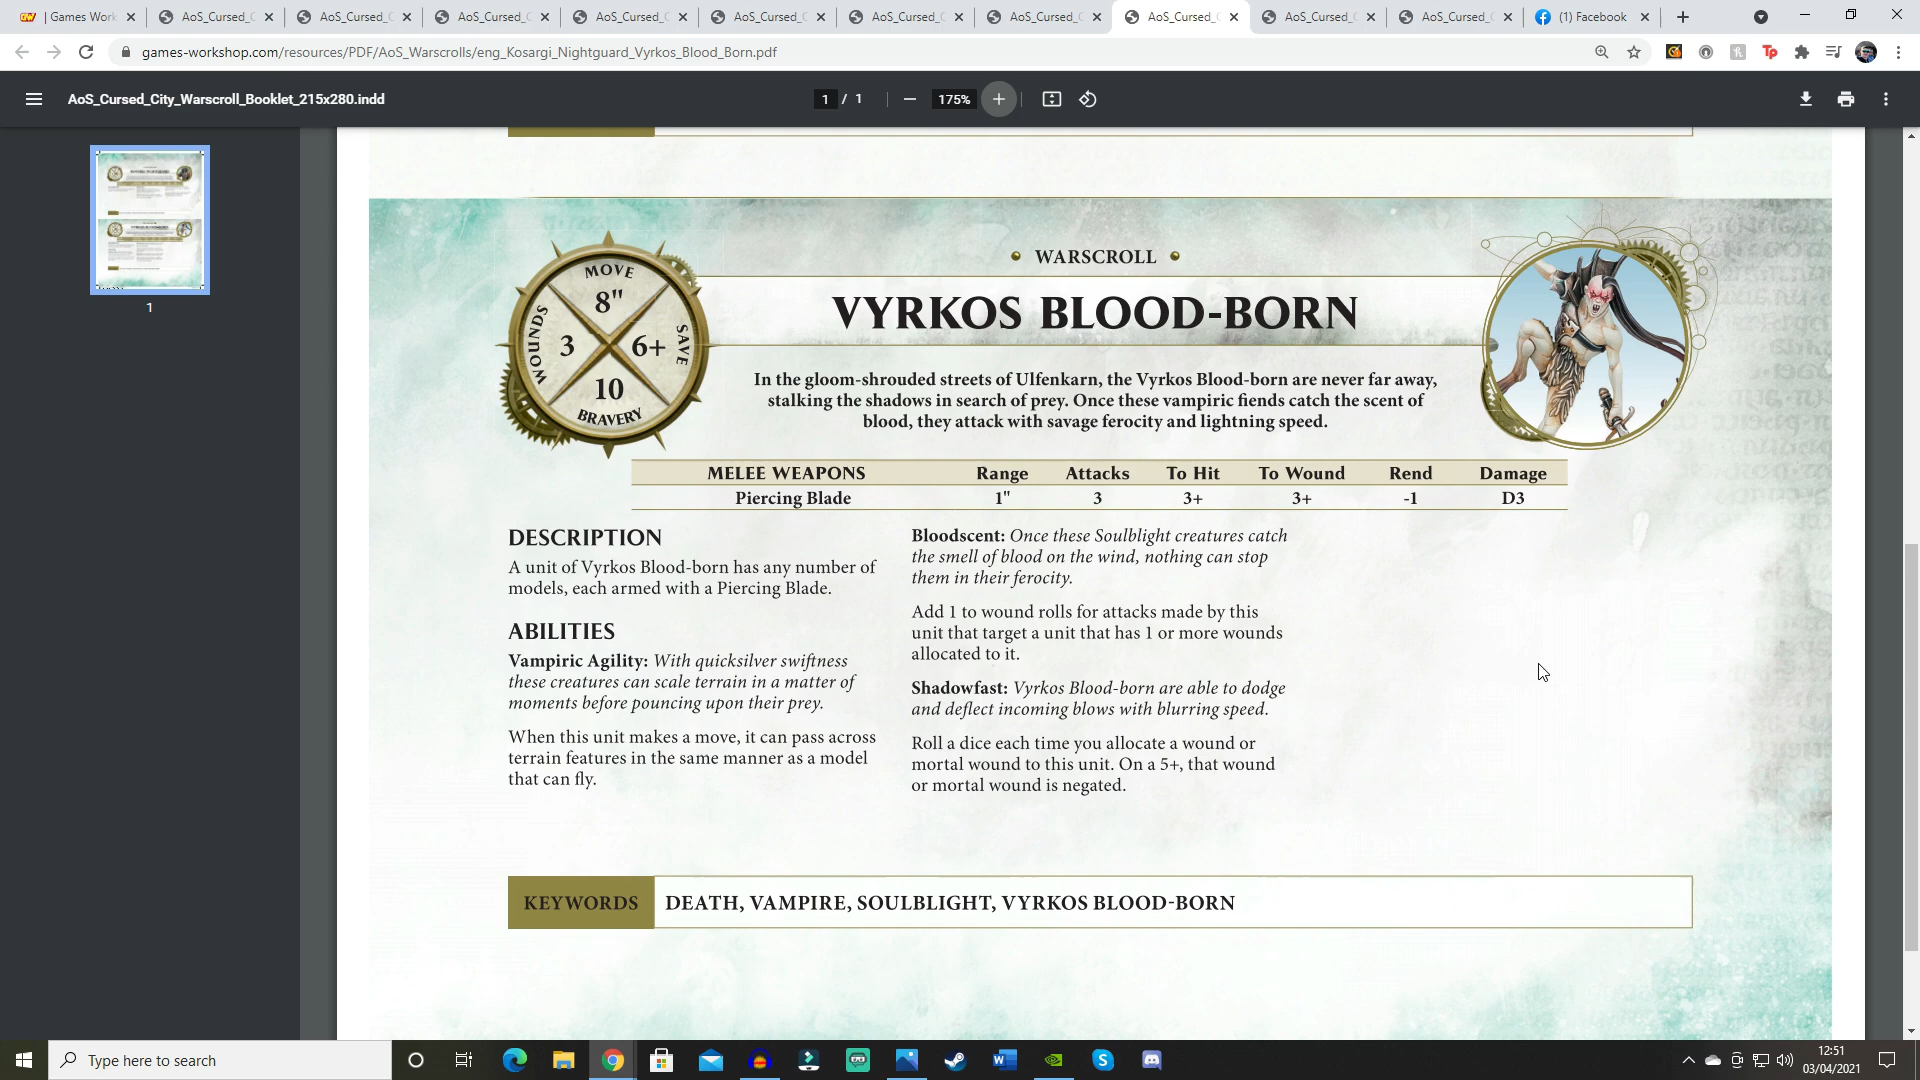 | Games Work
AoS_Cursed_C
AoS_Cursed_C
AoS_Cursed_C
AoS_Cursed_C
AoS_Cursed_C
AoS_Cursed_C
AoS_Cursed_C
AoS_Cursed_C
AoS_Cursed_C
AoS_Cursed_C
(1) Facebook
games-workshop.com/resources/PDF/AoS_Warscrolls/eng_Kosargi_Nightguard_Vyrkos_Blood_Born.pdf
AoS_Cursed_City_Warscroll_Booklet_215x280.indd
1 / 1
175%
1
MOVE
8"
WOUNDS
3
6+
SAVE
10
BRAVERY
WARSCROLL
VYRKOS BLOOD-BORN
In the gloom-shrouded streets of Ulfenkarn, the Vyrkos Blood-born are never far away,
stalking the shadows in search of prey. Once these vampiric fiends catch the scent of
blood, they attack with savage ferocity and lightning speed.
MELEE WEAPONS Range Attacks To Hit To Wound Rend Damage
Piercing Blade 1" 3 3+ 3+ -1 D3
DESCRIPTION
A unit of Vyrkos Blood-born has any number of
models, each armed with a Piercing Blade.
ABILITIES
Vampiric Agility: With quicksilver swiftness
these creatures can scale terrain in a matter of
moments before pouncing upon their prey.
When this unit makes a move, it can pass across
terrain features in the same manner as a model
that can fly.
Bloodscent: Once these Soulblight creatures catch
the smell of blood on the wind, nothing can stop
them in their ferocity.
Add 1 to wound rolls for attacks made by this
unit that target a unit that has 1 or more wounds
allocated to it.
Shadowfast: Vyrkos Blood-born are able to dodge
and deflect incoming blows with blurring speed.
Roll a dice each time you allocate a wound or
mortal wound to this unit. On a 5+, that wound
or mortal wound is negated.
KEYWORDS DEATH, VAMPIRE, SOULBLIGHT, VYRKOS BLOOD-BORN
Type here to search
12:51
03/04/2021